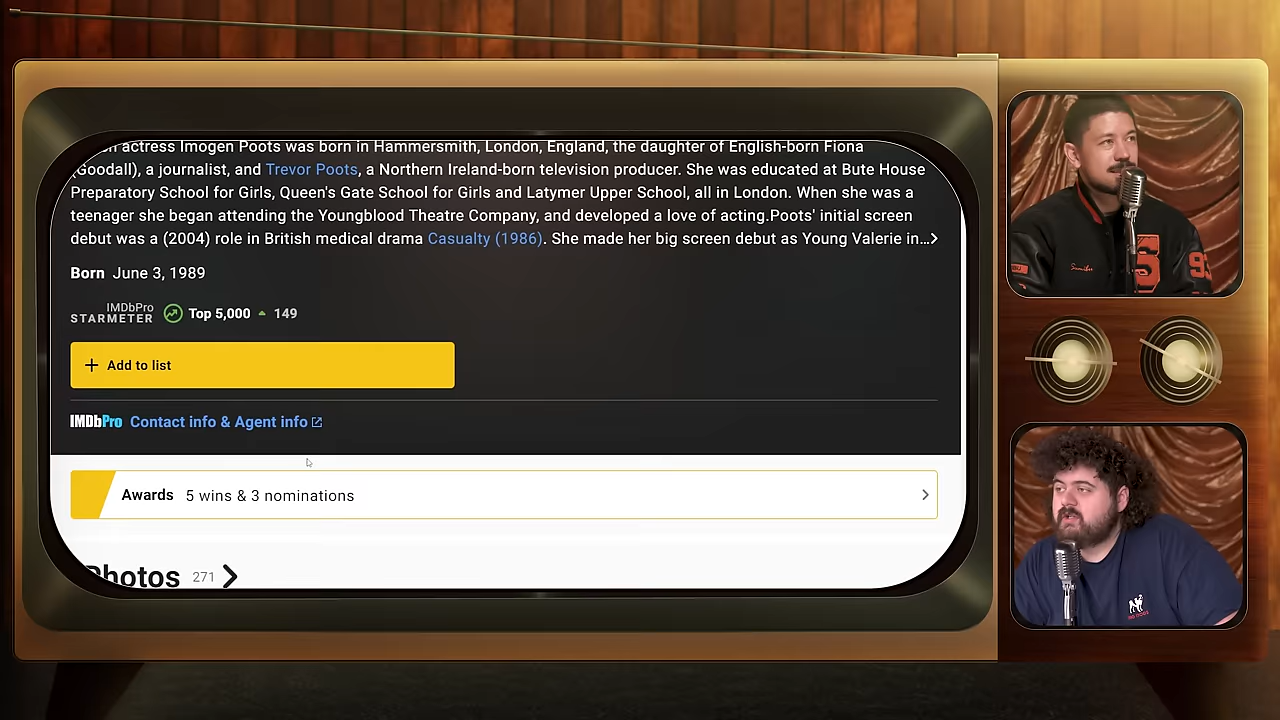 actress Imogen Poots was born in Hammersmith, London, England, the daughter of English-born Fiona
(Goodall), a journalist, and Trevor Poots, a Northern Ireland-born television producer. She was educated at Bute House
Preparatory School for Girls, Queen's Gate School for Girls and Latymer Upper School, all in London. When she was a
teenager she began attending the Youngblood Theatre Company, and developed a love of acting.Poots' initial screen
debut was a (2004) role in British medical drama Casualty (1986). She made her big screen debut as Young Valerie in...
Born June 3, 1989
IMDbPro
STARMETER Top 5,000 149
+ Add to list
IMDbPro Contact info & Agent info
Awards 5 wins & 3 nominations
Photos 271
S
93